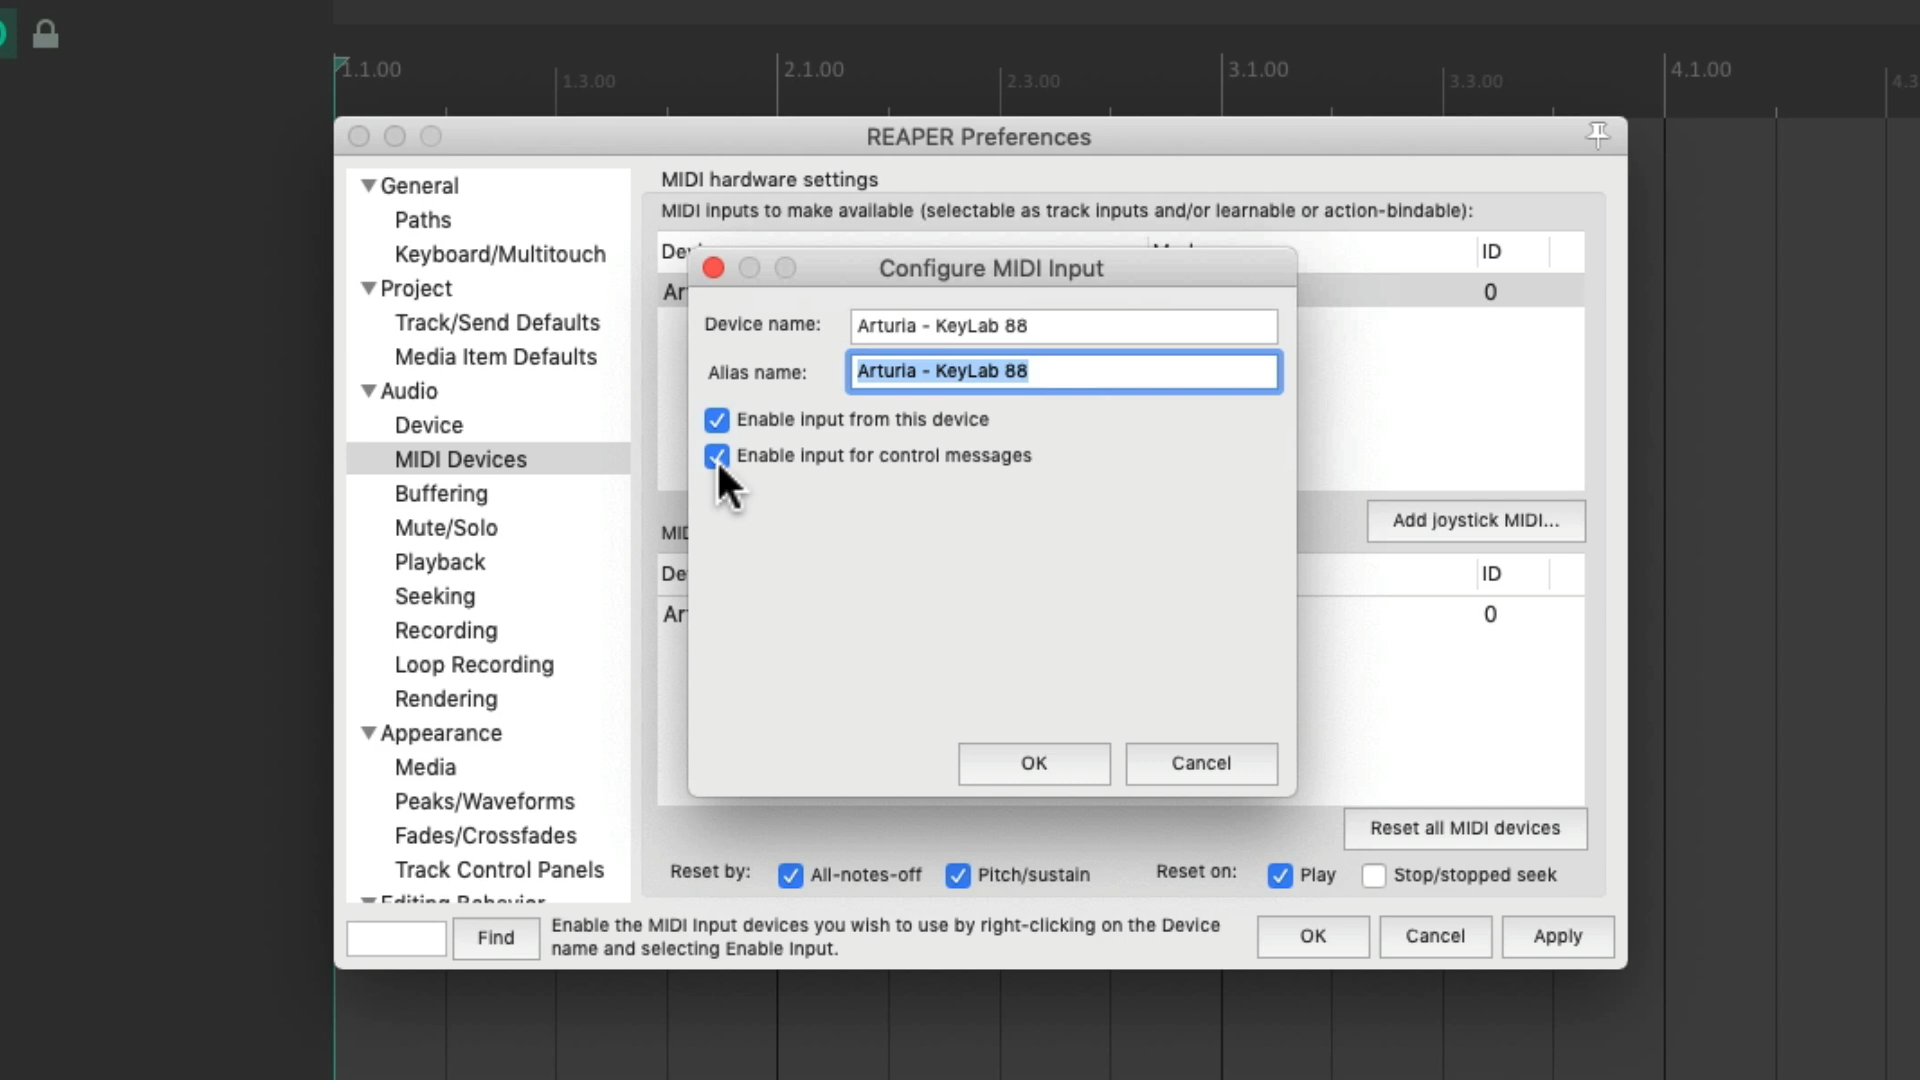 1.1.00
1.3.00
2.1.00
2.3.00
3.1.00
3.3.00
4.1.00
4.3
REAPER Preferences
General
Paths
Keyboard/Multitouch
Project
Track/Send Defaults
Media Item Defaults
Audio
Device
MIDI Devices
Buffering
Mute/Solo
Playback
Seeking
Recording
Loop Recording
Rendering
Appearance
Media
Peaks/Waveforms
Fades/Crossfades
Track Control Panels
Editing Behavior
MIDI hardware settings
MIDI inputs to make available (selectable as track inputs and/or learnable or action-bindable):
ID
0
Configure MIDI Input
Device name: Arturia - KeyLab 88
Alias name: Arturia - KeyLab 88
Enable input from this device
Enable input for control messages
OK Cancel
Add joystick MIDI...
ID
0
Reset all MIDI devices
Reset by: All-notes-off Pitch/sustain Reset on: Play Stop/stopped seek
Find
Enable the MIDI Input devices you wish to use by right-clicking on the Device
name and selecting Enable Input.
OK Cancel Apply